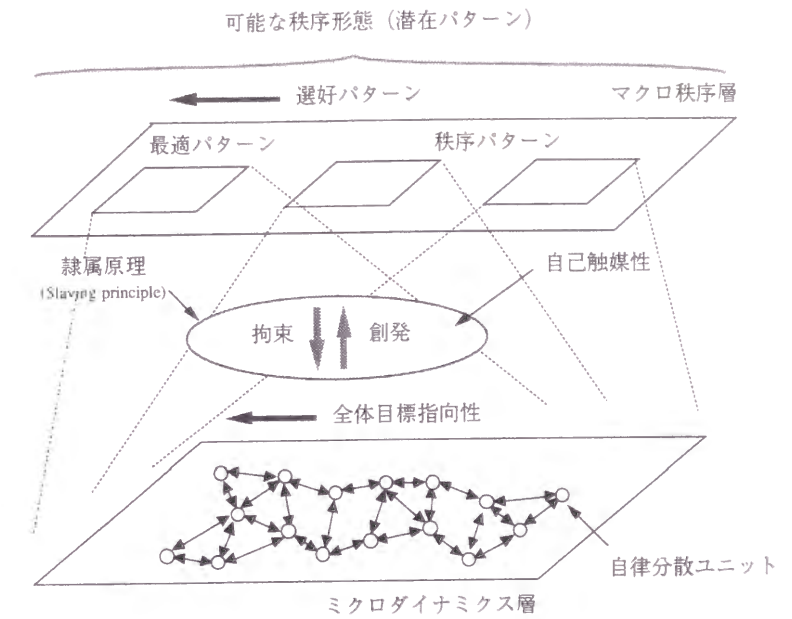 可能な秩序形態（潜在パターン）
選好パターン
マクロ秩序層
最適パターン
秩序パターン
隷属原理
(Slaving principle)
自己触媒性
拘束
創発
全体目標指向性
自律分散ユニット
ミクロダイナミクス層